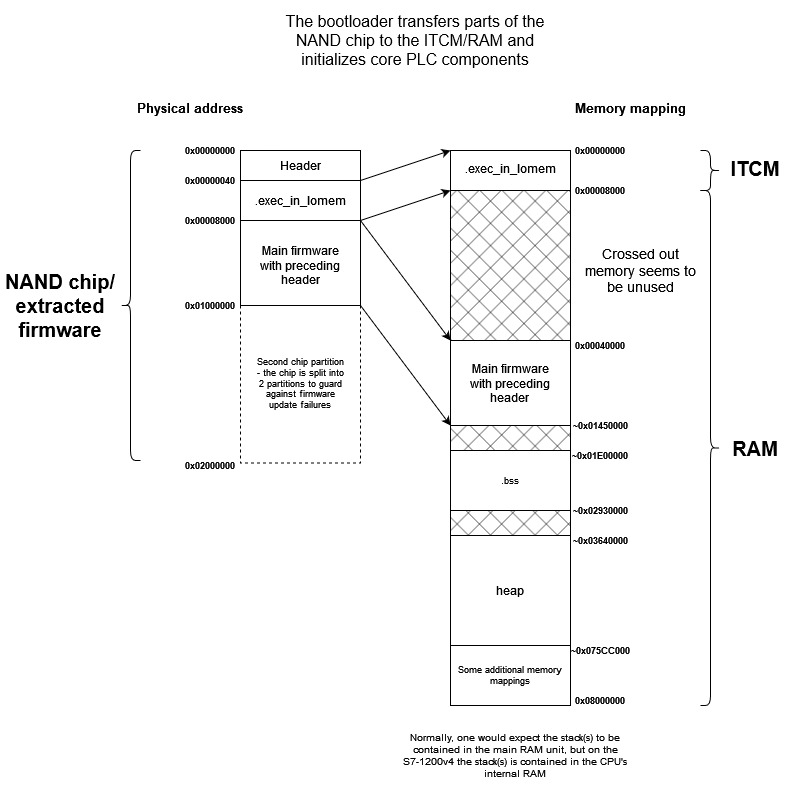 The bootloader transfers parts of the
NAND chip to the ITCM/RAM and
initializes core PLC components
Physical address
Memory mapping
NAND chip/
extracted
firmware
0x00000000
0x00000040
0x00008000
0x01000000
0x02000000
Header
.exec_in_lomem
Main firmware
with preceding
header
Second chip partition
- the chip is split into
2 partitions to guard
against firmware
update failures
.exec_in_lomem
Main firmware
with preceding
header
.bss
heap
Some additional memory
mappings
0x00000000
0x00008000
0x00040000
~0x01450000
~0x01E00000
~0x02930000
~0x03640000
~0x075CC000
0x08000000
Crossed out
memory seems to
be unused
ITCM
RAM
Normally, one would expect the stack(s) to be
contained in the main RAM unit, but on the
S7-1200v4 the stack(s) is contained in the CPU's
internal RAM